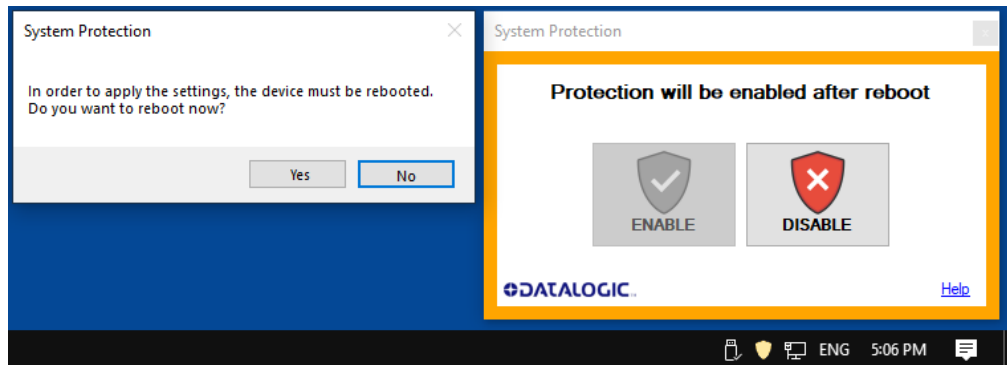 System Protection
In order to apply the settings, the device must be rebooted.
Do you want to reboot now?
Yes
No
System Protection
Protection will be enabled after reboot
ENABLE
DISABLE
DATALOGIC™
Help
ENG
5:06 PM